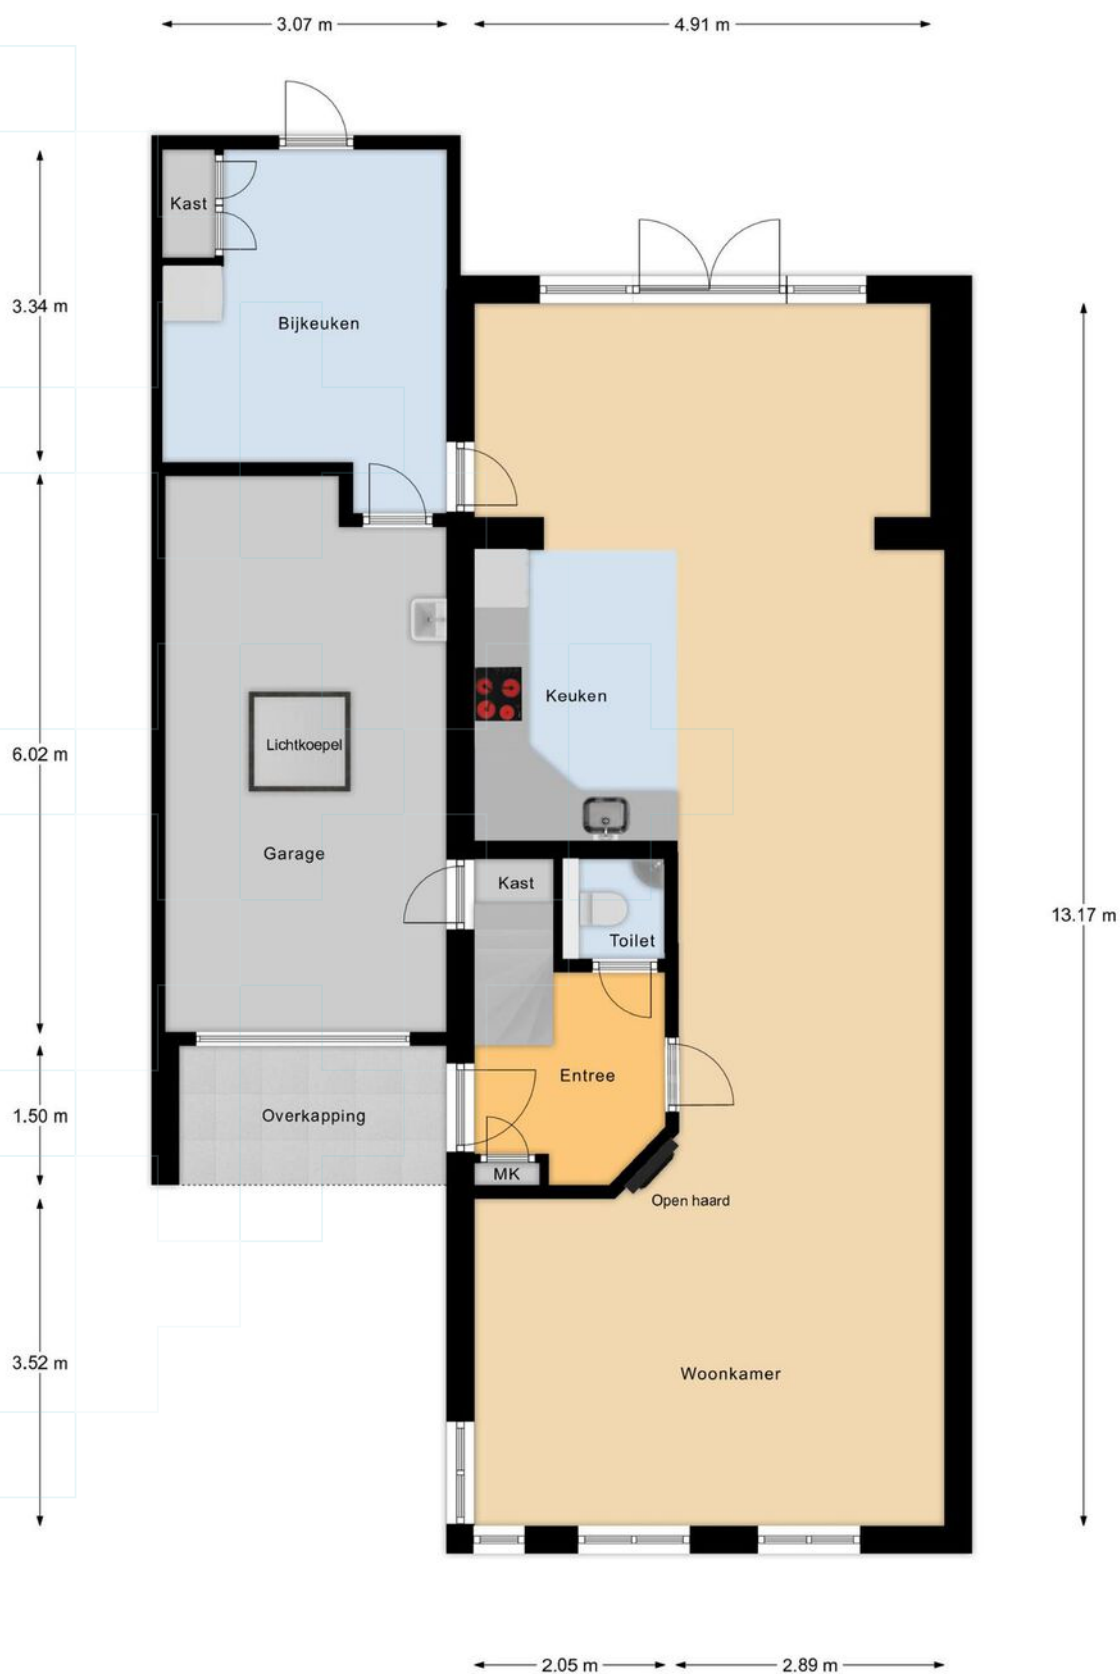 3.07 m
4.91 m
Kast
3.34 m
Bijkeuken
Keuken
Lichtkoepel
6.02 m
Garage
Kast
13.17 m
Toilet
Entree
1.50 m
Overkapping
MK
Open haard
3.52 m
Woonkamer
2.05 m
2.89 m